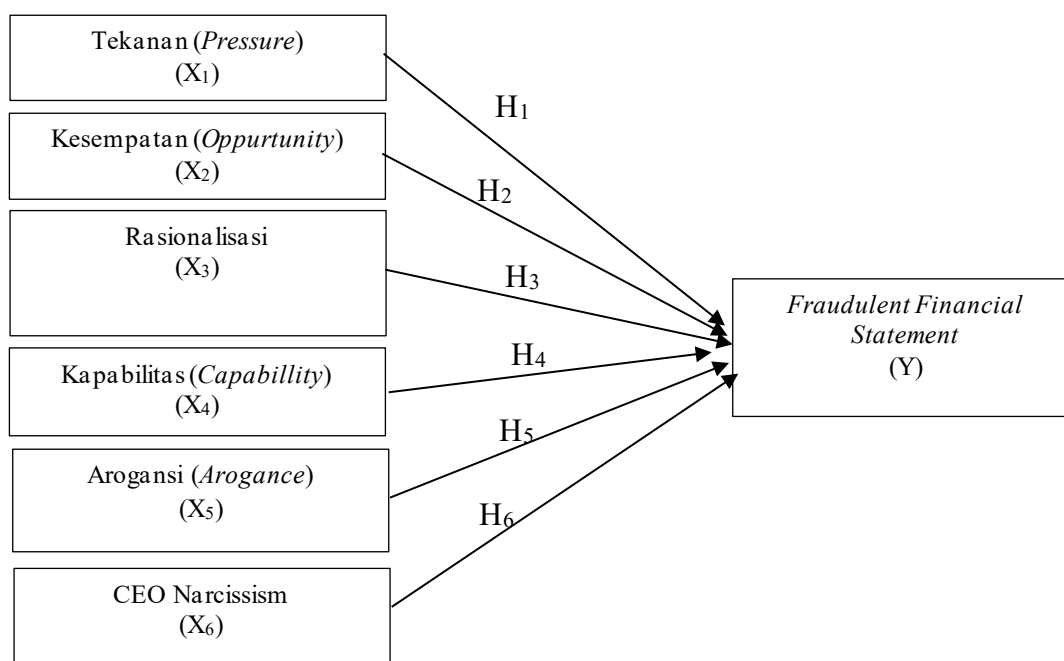 Tekanan (Pressure)
(X₁)
H₁
Kesempatan (Oppurtunity)
(X₂)
H₂
Rasionalisasi
(X₃)
H₃
Fraudulent Financial
Statement
(Y)
Kapabilitas (Capabillity)
(X₄)
H₄
Arogansi (Arogance)
(X₅)
H₅
CEO Narcissism
(X₆)
H₆